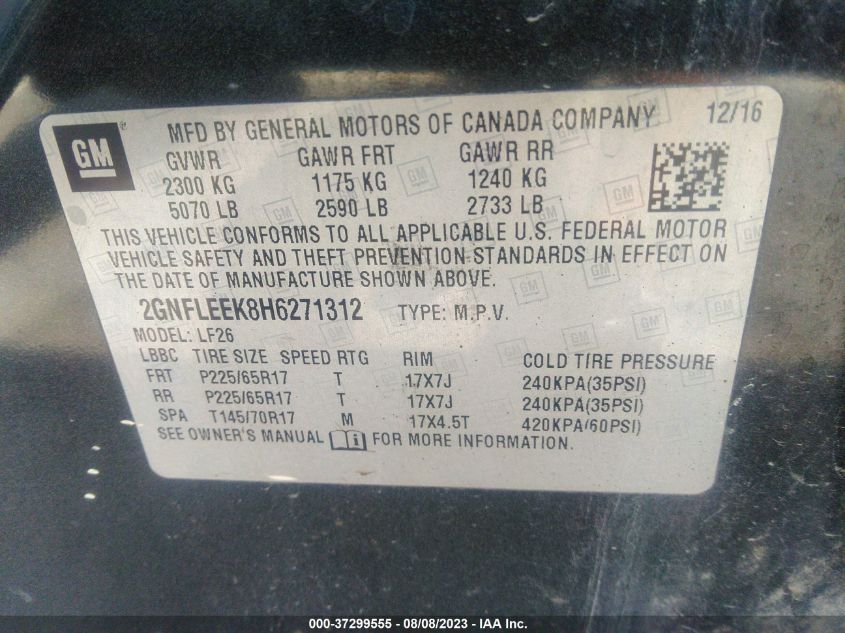 GM
MFD BY GENERAL MOTORS OF CANADA COMPANY 12/16
GVWR GAWR FRT GAWR RR
2300 KG 1175 KG 1240 KG
5070 LB 2590 LB 2733 LB
THIS VEHICLE CONFORMS TO ALL APPLICABLE U.S. FEDERAL MOTOR
VEHICLE SAFETY AND THEFT PREVENTION STANDARDS IN EFFECT ON
THE DATE OF MANUFACTURE SHOWN ABOVE.
2GNFLEEK8H6271312 TYPE: M.P.V.
MODEL: LF26
LBBC TIRE SIZE SPEED RTG RIM COLD TIRE PRESSURE
FRT P225/65R17 T 17X7J 240KPA(35PSI)
RR P225/65R17 T 17X7J 240KPA(35PSI)
SPA T145/70R17 M 17X4.5T 420KPA(60PSI)
SEE OWNER'S MANUAL i FOR MORE INFORMATION.
000-37299555 - 08/08/2023 - IAA Inc.